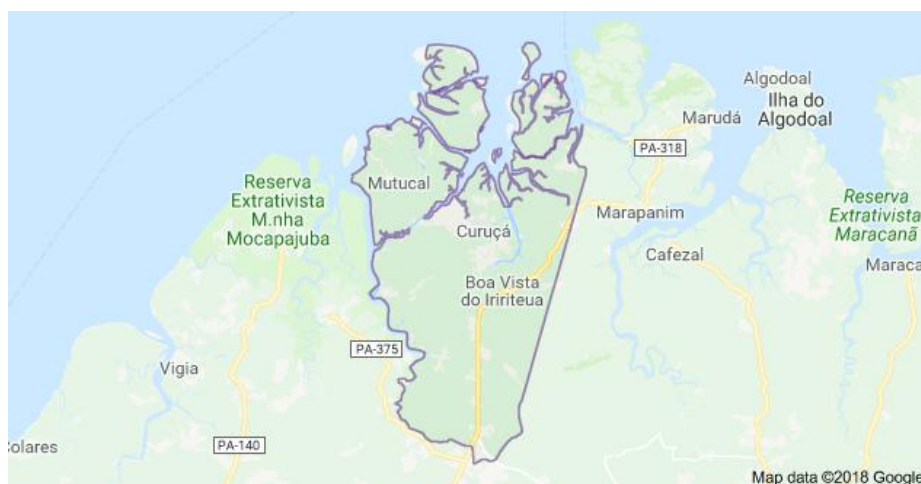 Algodoal
Ilha do
Algodoal
Marudá
PA-318
Reserva
Extrativista
M.nha
Mocapajuba
Mutucal
Reserva
Extrativista
Maracanã
Marapanim
Curuçá
Cafezal
Maraca
Boa Vista
do Iririteua
PA-375
Vigia
PA-140
Colares
Map data ©2018 Google